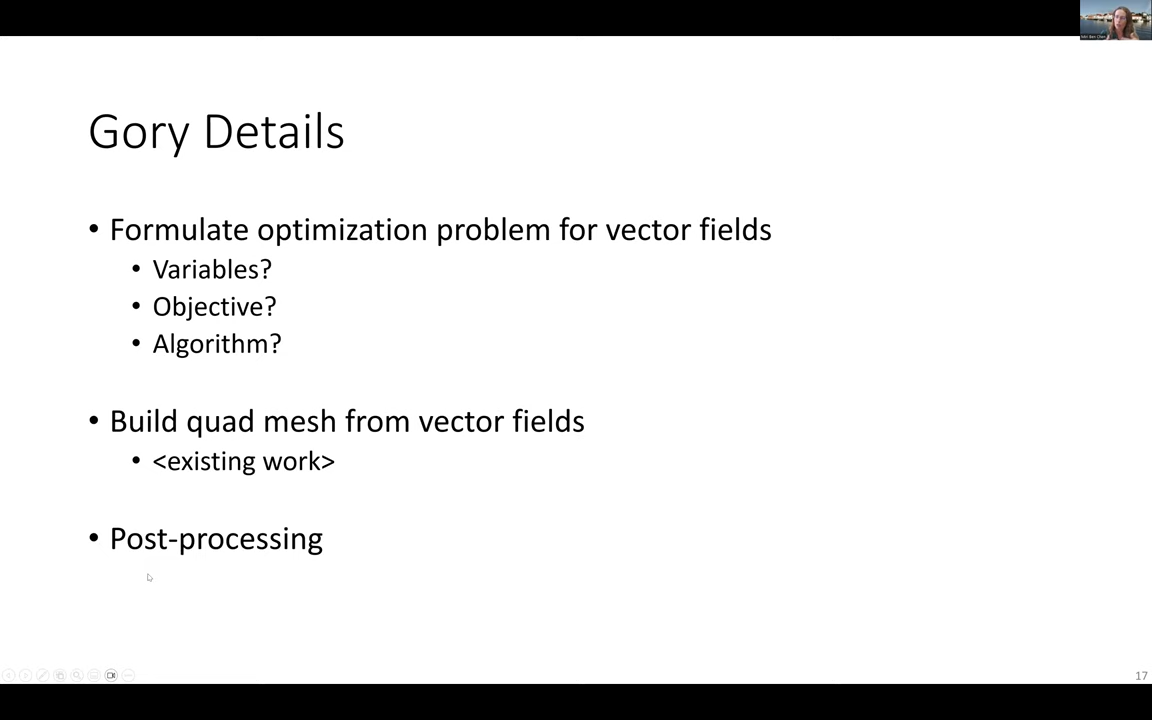 Gory Details
• Formulate optimization problem for vector fields
• Variables?
• Objective?
• Algorithm?
• Build quad mesh from vector fields
• <existing work>
• Post-processing
17